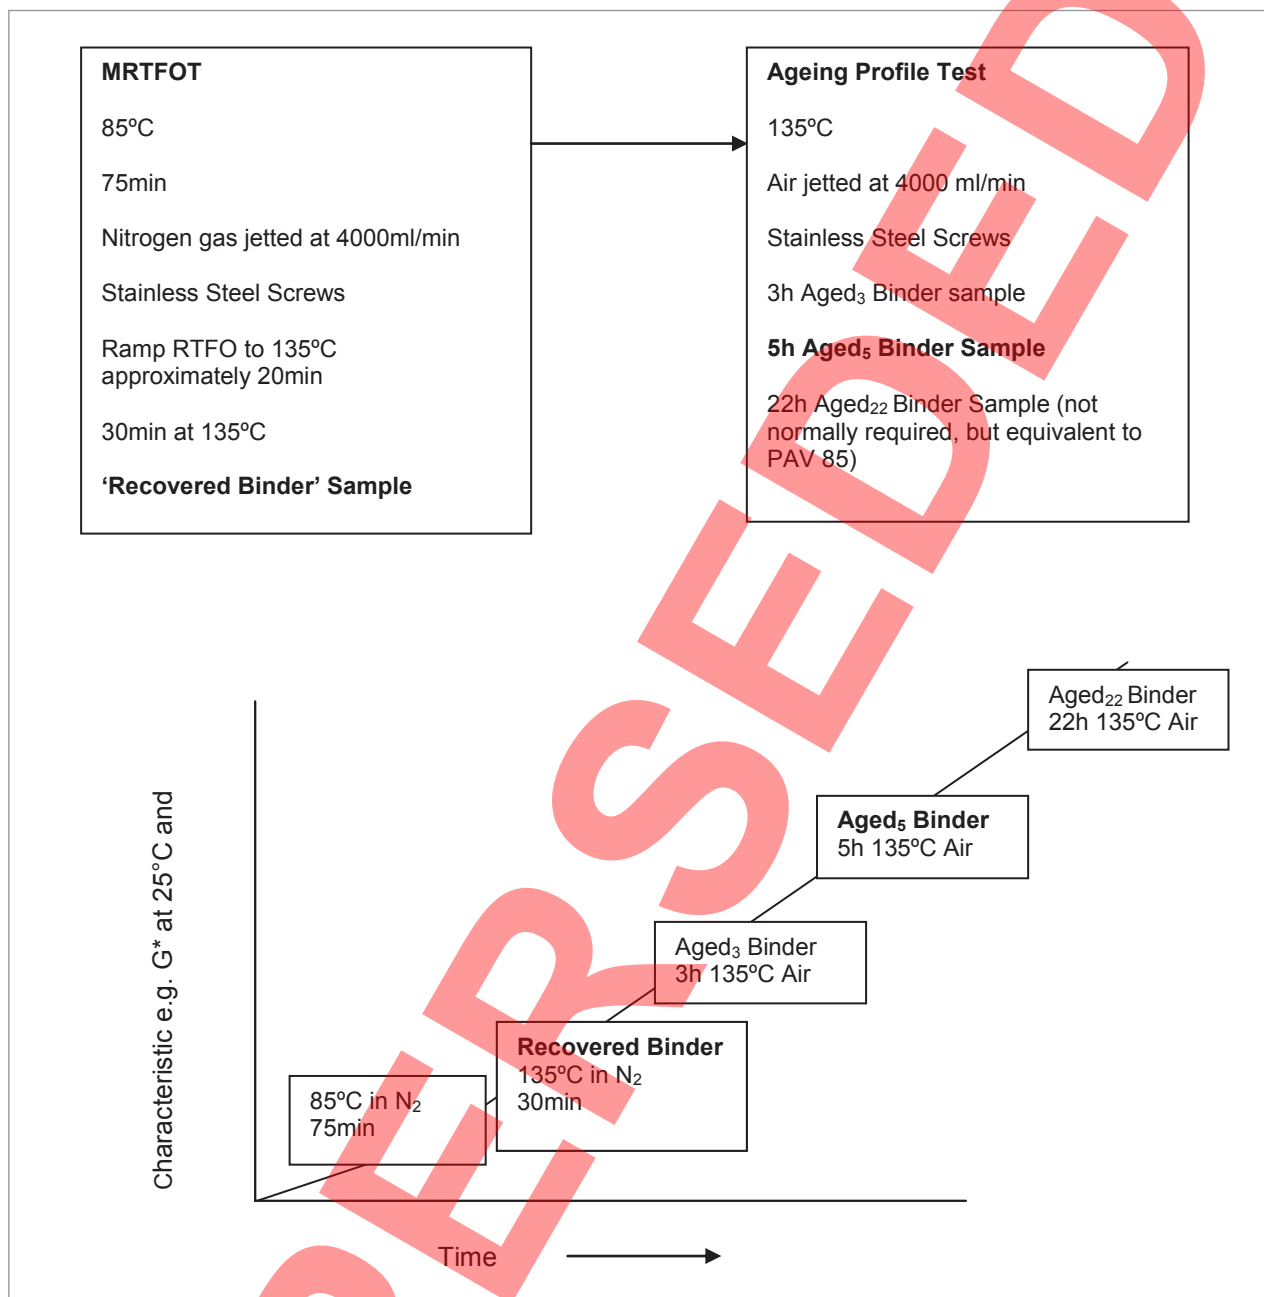 MRTFOT
85ºC
75min
Nitrogen gas jetted at 4000ml/min
Stainless Steel Screws
Ramp RTFO to 135ºC
approximately 20min
30min at 135ºC
‘Recovered Binder’ Sample
Ageing Profile Test
135ºC
Air jetted at 4000 ml/min
Stainless Steel Screws
3h Aged₃ Binder sample
5h Aged₅ Binder Sample
22h Aged₂₂ Binder Sample (not
normally required, but equivalent to
PAV 85)
Aged₂₂ Binder
22h 135ºC Air
Aged₅ Binder
5h 135ºC Air
Aged₃ Binder
3h 135ºC Air
Recovered Binder
135ºC in N₂
30min
85ºC in N₂
75min
Characteristic e.g. G* at 25°C and
Time
PERSEDED